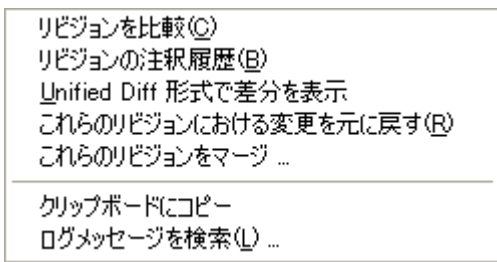 リビジョンを比較(C)
リビジョンの注釈履歴(B)
Unified Diff 形式で差分を表示
これらのリビジョンにおける変更を元に戻す(R)
これらのリビジョンをマージ ...
クリップボードにコピー
ログメッセージを検索(L) ...